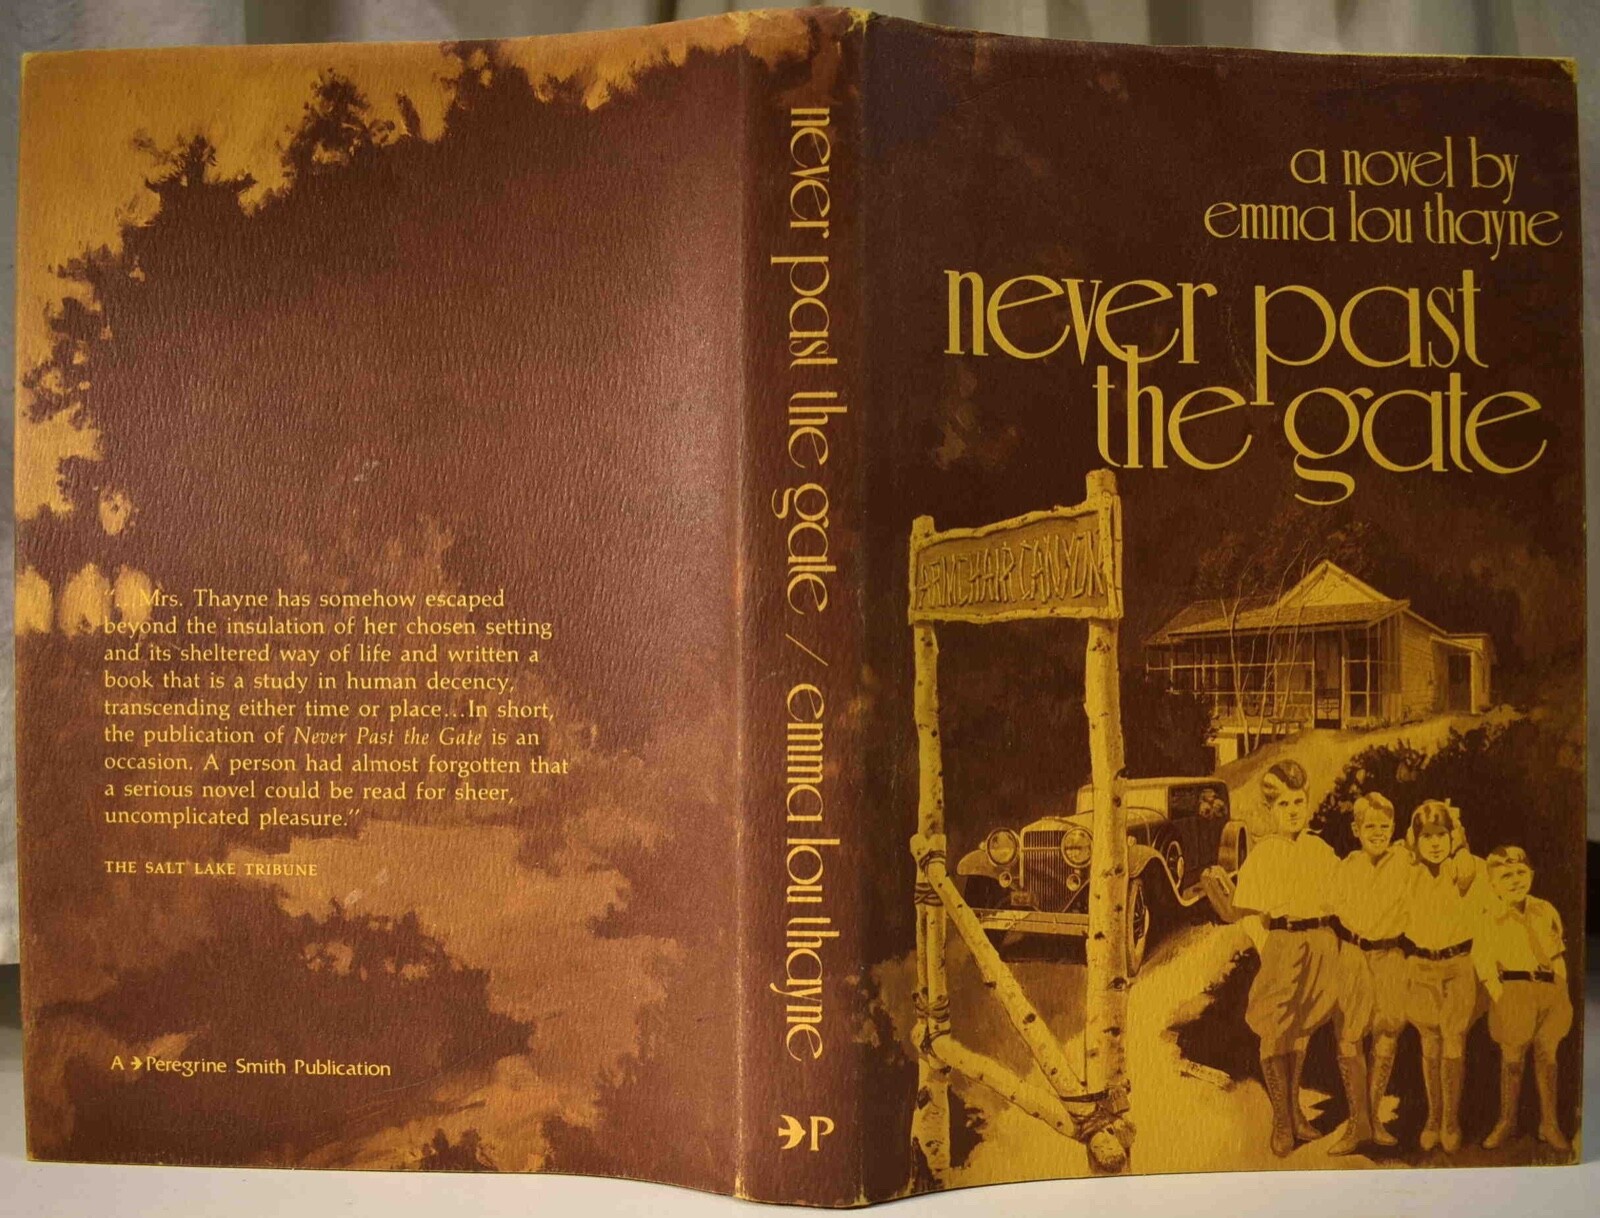 "...Mrs. Thayne has somehow escaped
beyond the insulation of her chosen setting
and its sheltered way of life and written a
book that is a study in human decency,
transcending either time or place...In short,
the publication of Never Past the Gate is an
occasion. A person had almost forgotten that
a serious novel could be read for sheer,
uncomplicated pleasure."
THE SALT LAKE TRIBUNE
A Peregrine Smith Publication
never past the gate / emma lou thayne
P
a novel by
emma lou thayne
never past
the gate
ARMCHAIR CANYON